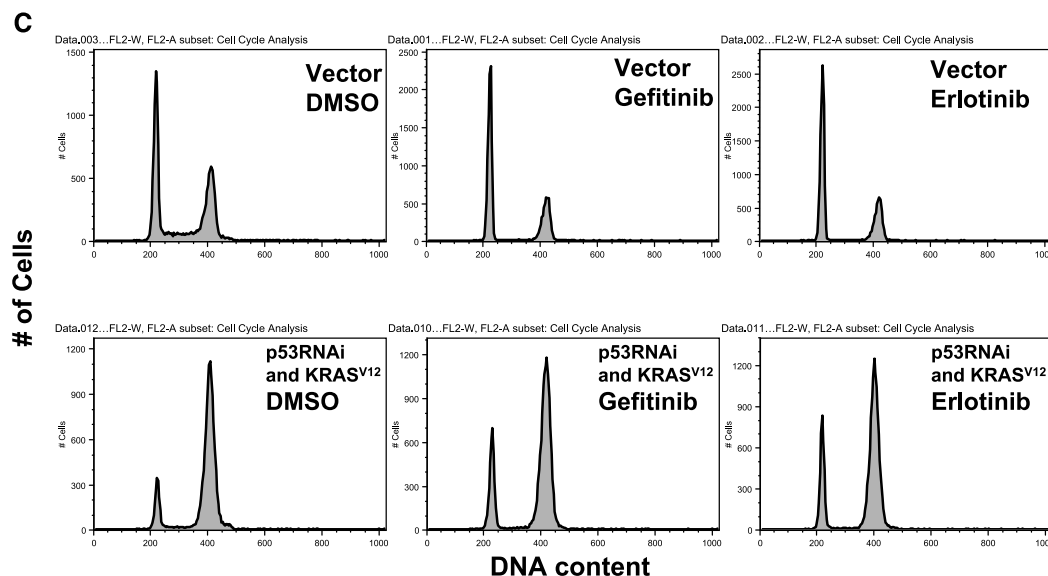 C
Data.003...FL2-W, FL2-A subset: Cell Cycle Analysis
Vector
DMSO
# Cells
1500
1000
500
0
0 200 400 600 800 1000
Data.001...FL2-W, FL2-A subset: Cell Cycle Analysis
Vector
Gefitinib
# Cells
2500
2000
1500
1000
500
0
0 200 400 600 800 1000
Data.002...FL2-W, FL2-A subset: Cell Cycle Analysis
Vector
Erlotinib
# Cells
2500
2000
1500
1000
500
0
0 200 400 600 800 1000
# of Cells
Data.012...FL2-W, FL2-A subset: Cell Cycle Analysis
p53RNAi
and KRASV12
DMSO
# Cells
1200
900
600
300
0
0 200 400 600 800 1000
Data.010...FL2-W, FL2-A subset: Cell Cycle Analysis
p53RNAi
and KRASV12
Gefitinib
# Cells
1200
900
600
300
0
0 200 400 600 800 1000
Data.011...FL2-W, FL2-A subset: Cell Cycle Analysis
p53RNAi
and KRASV12
Erlotinib
# Cells
1200
900
600
300
0
0 200 400 600 800 1000
DNA content